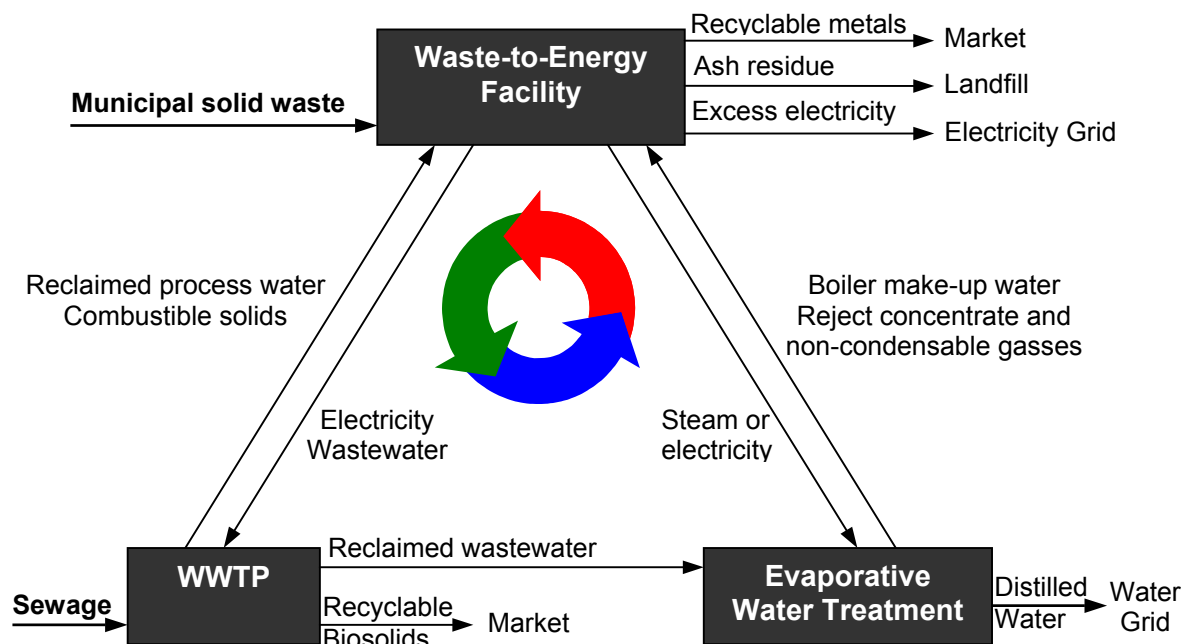 Recyclable metals
Market
Waste-to-Energy
Facility
Ash residue
Landfill
Municipal solid waste
Excess electricity
Electricity Grid
Reclaimed process water
Combustible solids
Boiler make-up water
Reject concentrate and
non-condensable gasses
Electricity
Wastewater
Steam or
electricity
Reclaimed wastewater
WWTP
Evaporative
Water Treatment
Sewage
Recyclable
Biosolids
Market
Distilled
Water
Water
Grid